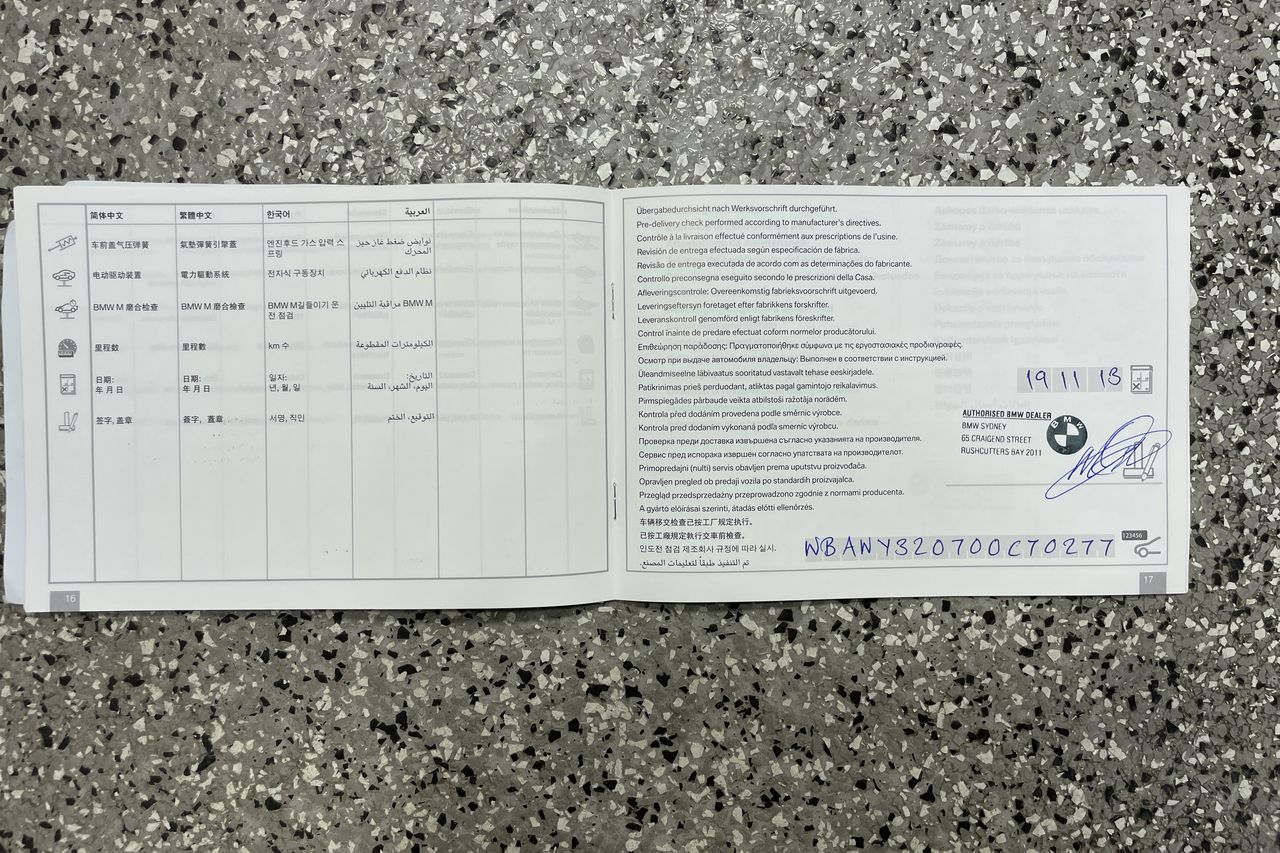 简体中文
繁體中文
한국어
العربية
车前盖气压弹簧
氣墊彈簧引擎蓋
엔진후드 가스 압력 스
프링
نوابض ضغط غاز حيز
المحرك
电动驱动装置
電力驅動系統
전자식 구동장치
نظام الدفع الكهربائي
BMW M 磨合检查
BMW M 磨合檢查
BMW M길들이기 운
전 점검
BMW M مراقبة التليين
里程数
里程數
km 수
الكيلومترات المقطوعة
日期:
年 月 日
日期:
年 月 日
일자:
년, 월, 일
التاريخ:
اليوم، الشهر، السنة
签字, 盖章
簽字，蓋章
서명, 직인
التوقيع، الختم
16
Übergabedurchsicht nach Werksvorschrift durchgeführt.
Pre-delivery check performed according to manufacturer's directives.
Contrôle à la livraison effectué conformément aux prescriptions de l'usine.
Revisión de entrega efectuada según especificación de fábrica.
Revisão de entrega executada de acordo com as determinações do fabricante.
Controllo preconsegna eseguito secondo le prescrizioni della Casa.
Afleveringscontrole: Overeenkomstig fabrieksvoorschrift uitgevoerd.
Leveringseftersyn foretaget efter fabrikkens forskrifter.
Leveranskontroll genomförd enligt fabrikens föreskrifter.
Control înainte de predare efectuat coform normelor producătorului.
Επιθεώρηση παράδοσης: Πραγματοποιήθηκε σύμφωνα με τις εργοστασιακές προδιαγραφές.
Осмотр при выдаче автомобиля владельцу: Выполнен в соответствии с инструкцией.
Üleandmiseelne läbivaatus sooritatud vastavalt tehase eeskirjadele.
Patikrinimas prieš perduodant, atliktas pagal gamintojo reikalavimus.
Pirmspiegādes pārbaude veikta atbilstoši ražotāja norādēm.
Kontrola před dodáním provedena podle směrnic výrobce.
Kontrola pred dodaním vykonaná podľa smerníc výrobcu.
Проверка преди доставка извършена съгласно указанията на производителя.
Сервис пред испорака извршен согласно упатствата на производителот.
Primopredajni (nulti) servis obavljen prema uputstvu proizvođača.
Opravljen pregled ob predaji vozila po standardih proizvajalca.
Przegląd przedsprzedażny przeprowadzono zgodnie z normami producenta.
A gyártó előírásai szerinti, átadás előtti ellenőrzés.
车辆移交检查已按工厂规定执行。
已按工廠規定執行交車前檢查。
인도전 점검 제조회사 규정에 따라 실시.
تم التنفيذ طبقاً لتعليمات المصنع.
19 11 13
AUTHORISED BMW DEALER
BMW SYDNEY
65 CRAIGEND STREET
RUSHCUTTERS BAY 2011
BMW
WBANY320700C70277
123456
17